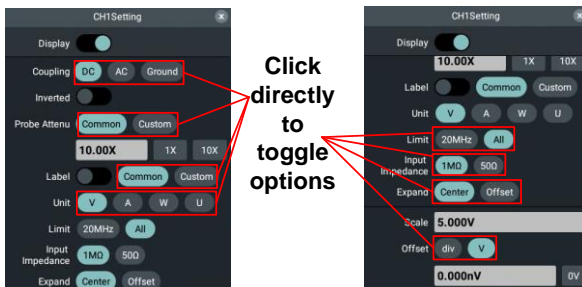 CH1Setting
Display
Coupling DC AC Ground
Inverted
Probe Attenu Common Custom
10.00X 1X 10X
Label Common Custom
Unit V A W U
Limit 20MHz All
Input Impedance 1MΩ 50Ω
Expand Center Offset
Click
directly
to
toggle
options
CH1Setting
Display
10.00X 1X 10X
Label Common Custom
Unit V A W U
Limit 20MHz All
Input Impedance 1MΩ 50Ω
Expand Center Offset
Scale 5.000V
Offset div V
0.000nV 0V